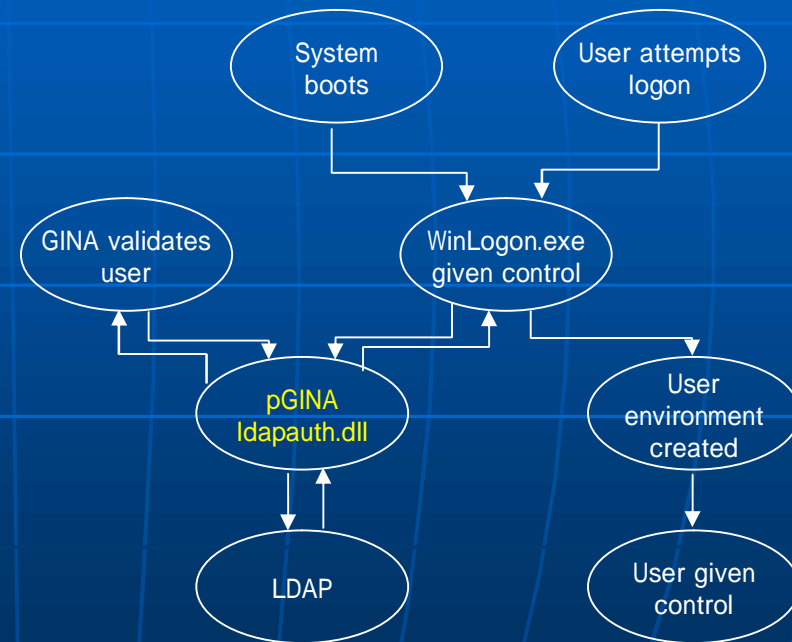 System
boots
User attempts
logon
GINA validates
user
WinLogon.exe
given control
pGINA
ldapauth.dll
User
environment
created
LDAP
User given
control